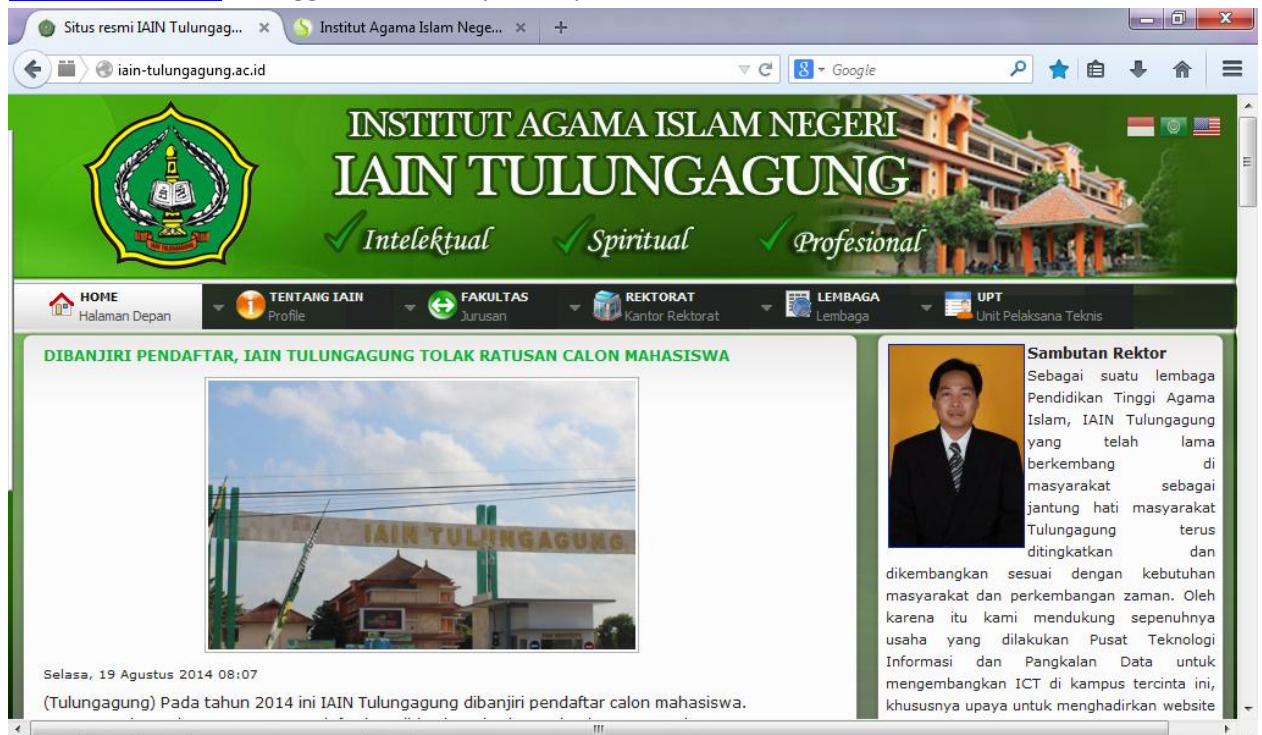 Situs resmi IAIN Tulungag...
Institut Agama Islam Nege...
iain-tulungagung.ac.id
Google
INSTITUT AGAMA ISLAM NEGERI
IAIN TULUNGAGUNG
Intelektual Spiritual Profesional
HOME
Halaman Depan
TENTANG IAIN
Profile
FAKULTAS
Jurusan
REKTORAT
Kantor Rektorat
LEMBAGA
Lembaga
UPT
Unit Pelaksana Teknis
DIBANJIRI PENDAFTAR, IAIN TULUNGAGUNG TOLAK RATUSAN CALON MAHASISWA
IAIN TULUNGAGUNG
Selasa, 19 Agustus 2014 08:07
(Tulungagung) Pada tahun 2014 ini IAIN Tulungagung dibanjiri pendaftar calon mahasiswa.
Sambutan Rektor
Sebagai suatu lembaga
Pendidikan Tinggi Agama
Islam, IAIN Tulungagung
yang telah lama
berkembang di
masyarakat sebagai
jantung hati masyarakat
Tulungagung terus
ditingkatkan dan
dikembangkan sesuai dengan kebutuhan
masyarakat dan perkembangan zaman. Oleh
karena itu kami mendukung sepenuhnya
usaha yang dilakukan Pusat Teknologi
Informasi dan Pangkalan Data untuk
mengembangkan ICT di kampus tercinta ini,
khususnya upaya untuk menghadirkan website